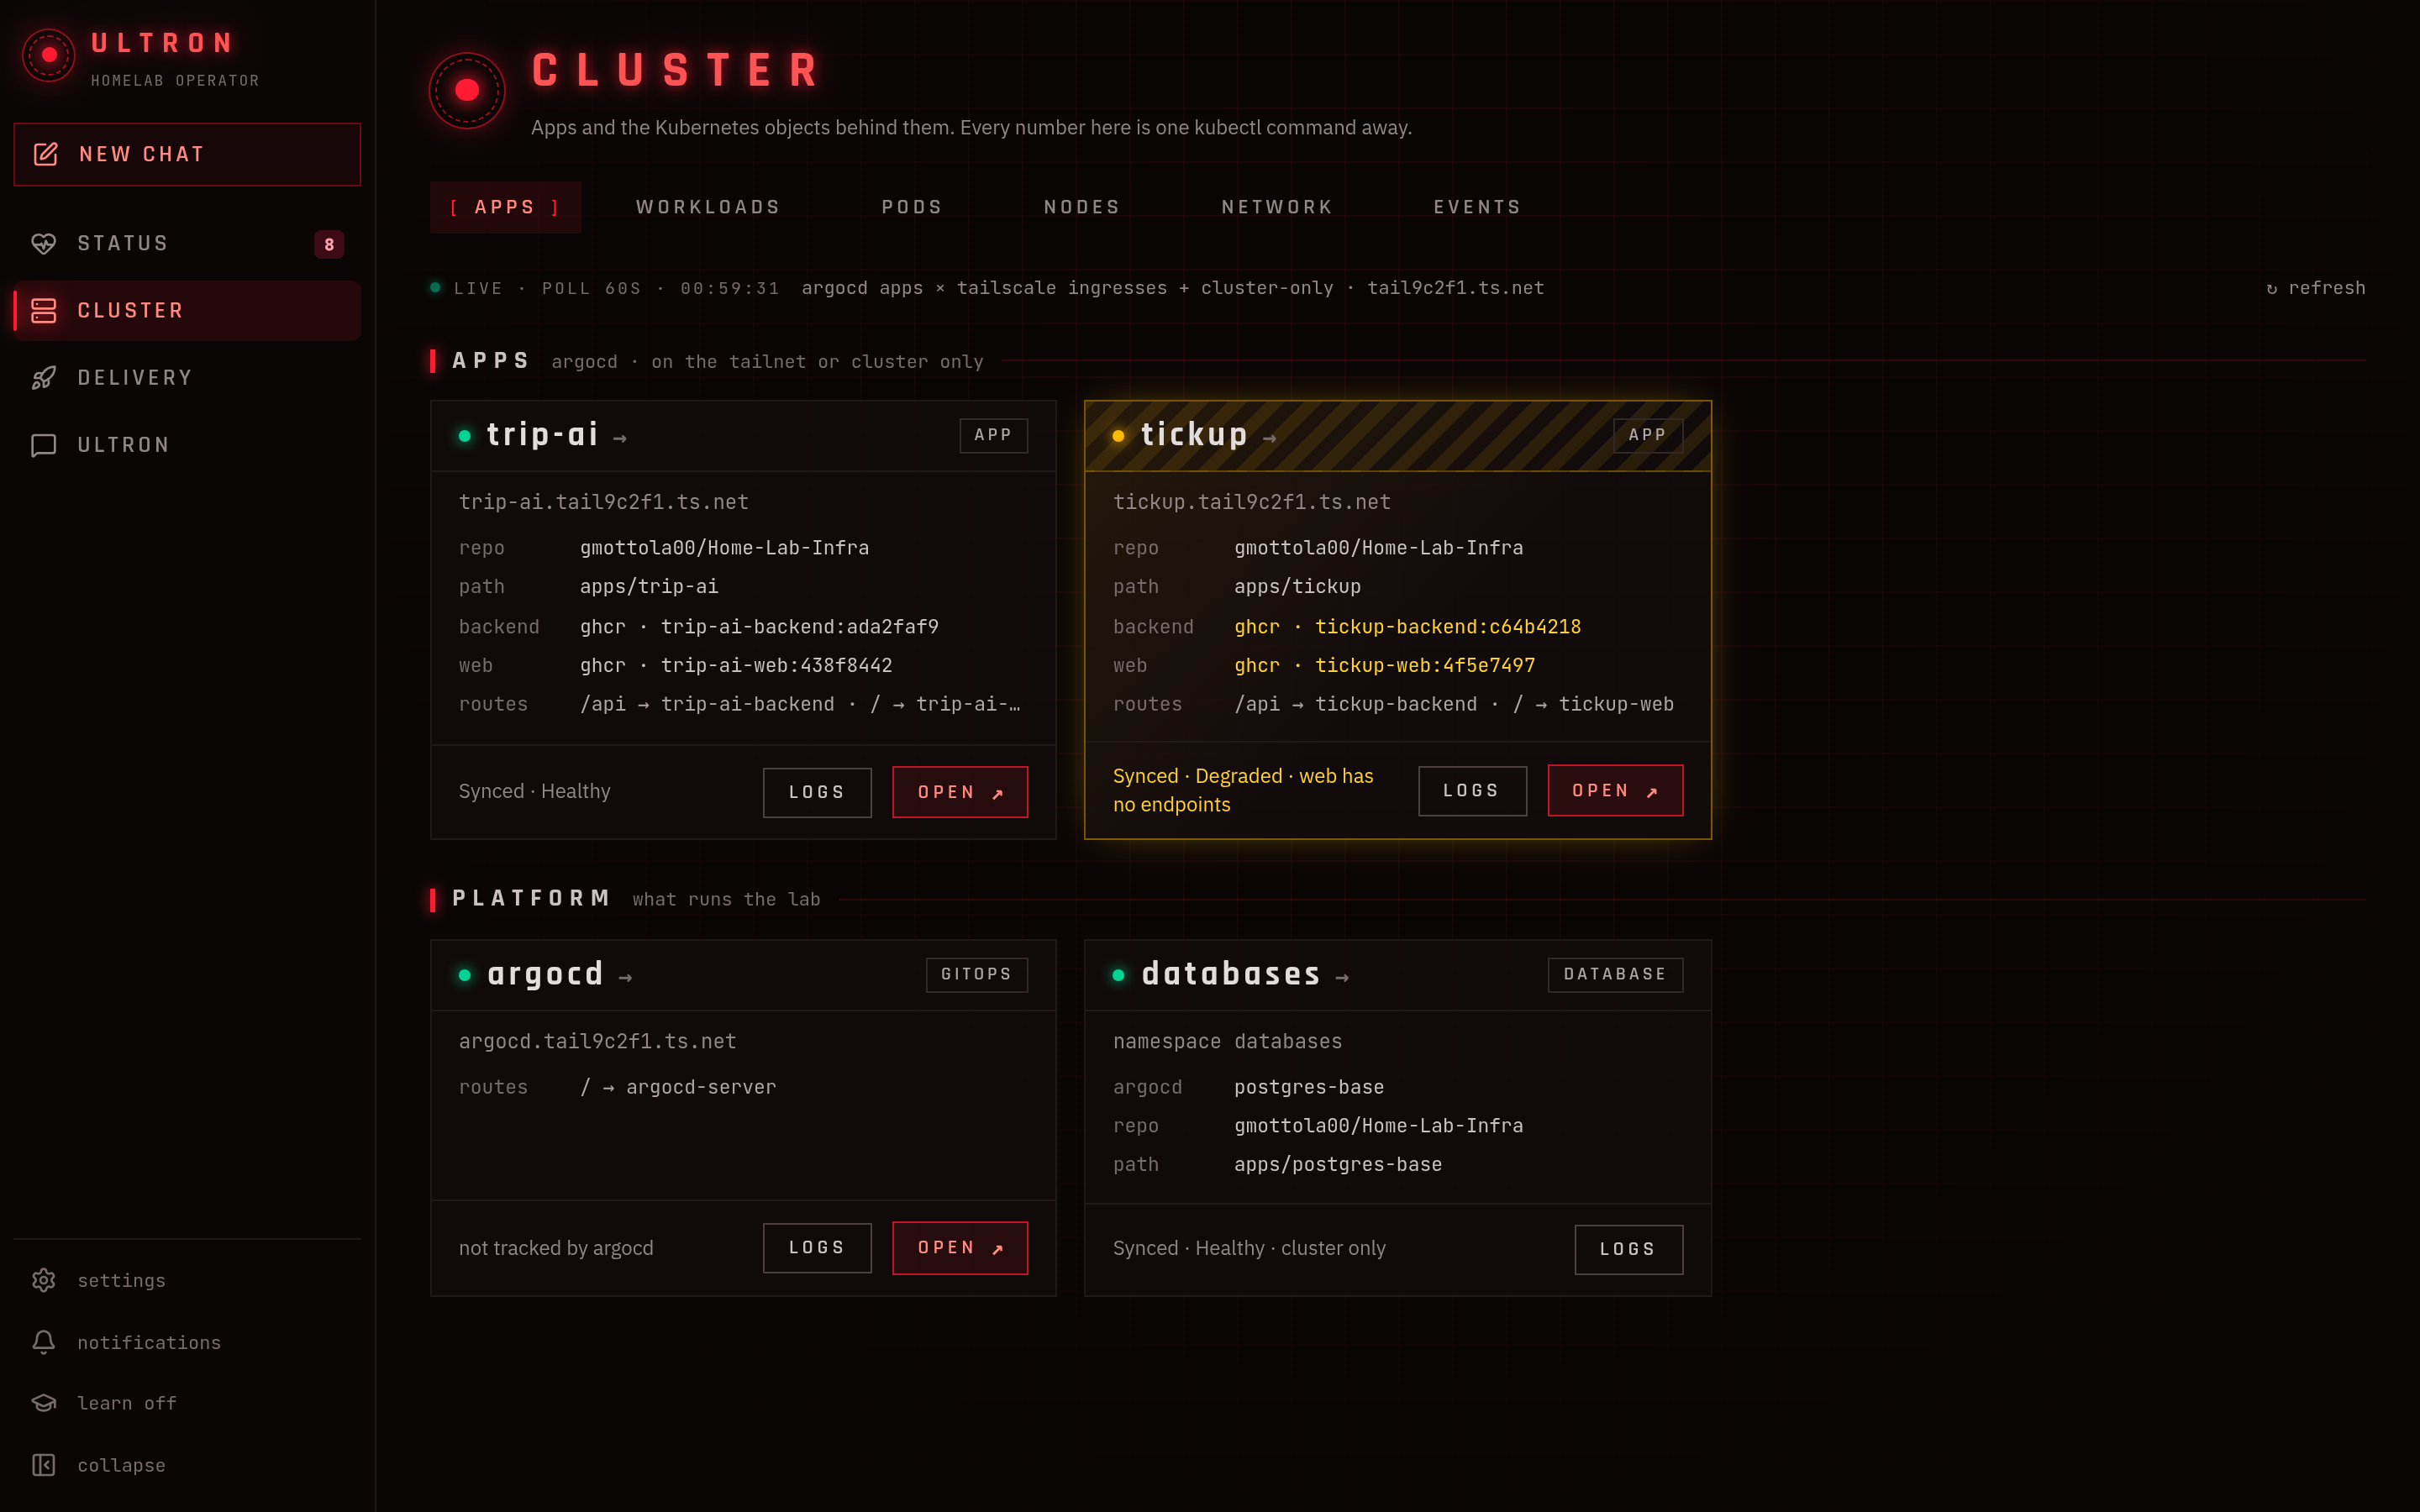 ULTRON
HOMELAB OPERATOR
NEW CHAT
STATUS 8
CLUSTER
DELIVERY
ULTRON
settings
notifications
learn off
collapse
CLUSTER
Apps and the Kubernetes objects behind them. Every number here is one kubectl command away.
[ APPS ] WORKLOADS PODS NODES NETWORK EVENTS
LIVE · POLL 60S · 00:59:31 argocd apps × tailscale ingresses + cluster-only · tail9c2f1.ts.net ↻ refresh
APPS argocd · on the tailnet or cluster only
trip-ai → APP
trip-ai.tail9c2f1.ts.net
repo gmottola00/Home-Lab-Infra
path apps/trip-ai
backend ghcr · trip-ai-backend:ada2faf9
web ghcr · trip-ai-web:438f8442
routes /api → trip-ai-backend · / → trip-ai-…
Synced · Healthy LOGS OPEN ↗
tickup → APP
tickup.tail9c2f1.ts.net
repo gmottola00/Home-Lab-Infra
path apps/tickup
backend ghcr · tickup-backend:c64b4218
web ghcr · tickup-web:4f5e7497
routes /api → tickup-backend · / → tickup-web
Synced · Degraded · web has
no endpoints
LOGS OPEN ↗
PLATFORM what runs the lab
argocd → GITOPS
argocd.tail9c2f1.ts.net
routes / → argocd-server
not tracked by argocd LOGS OPEN ↗
databases → DATABASE
namespace databases
argocd postgres-base
repo gmottola00/Home-Lab-Infra
path apps/postgres-base
Synced · Healthy · cluster only LOGS